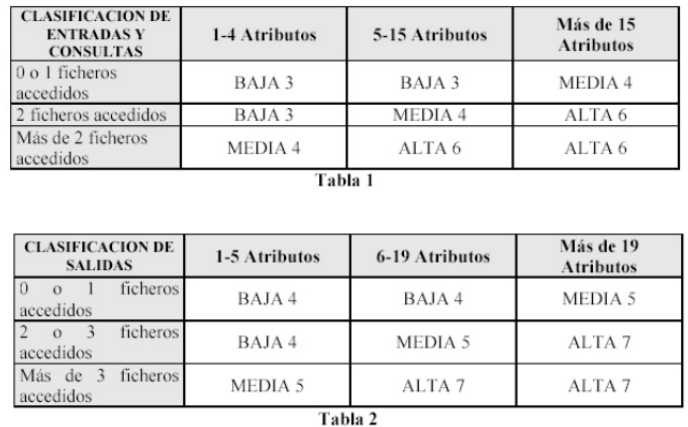 CLASIFICACION DE ENTRADAS Y CONSULTAS 1-4 Atributos 5-15 Atributos Más de 15 Atributos
0 o 1 ficheros accedidos BAJA 3 BAJA 3 MEDIA 4
2 ficheros accedidos BAJA 3 MEDIA 4 ALTA 6
Más de 2 ficheros accedidos MEDIA 4 ALTA 6 ALTA 6
Tabla 1
CLASIFICACION DE SALIDAS 1-5 Atributos 6-19 Atributos Más de 19 Atributos
0 o 1 ficheros accedidos BAJA 4 BAJA 4 MEDIA 5
2 o 3 ficheros accedidos BAJA 4 MEDIA 5 ALTA 7
Más de 3 ficheros accedidos MEDIA 5 ALTA 7 ALTA 7
Tabla 2